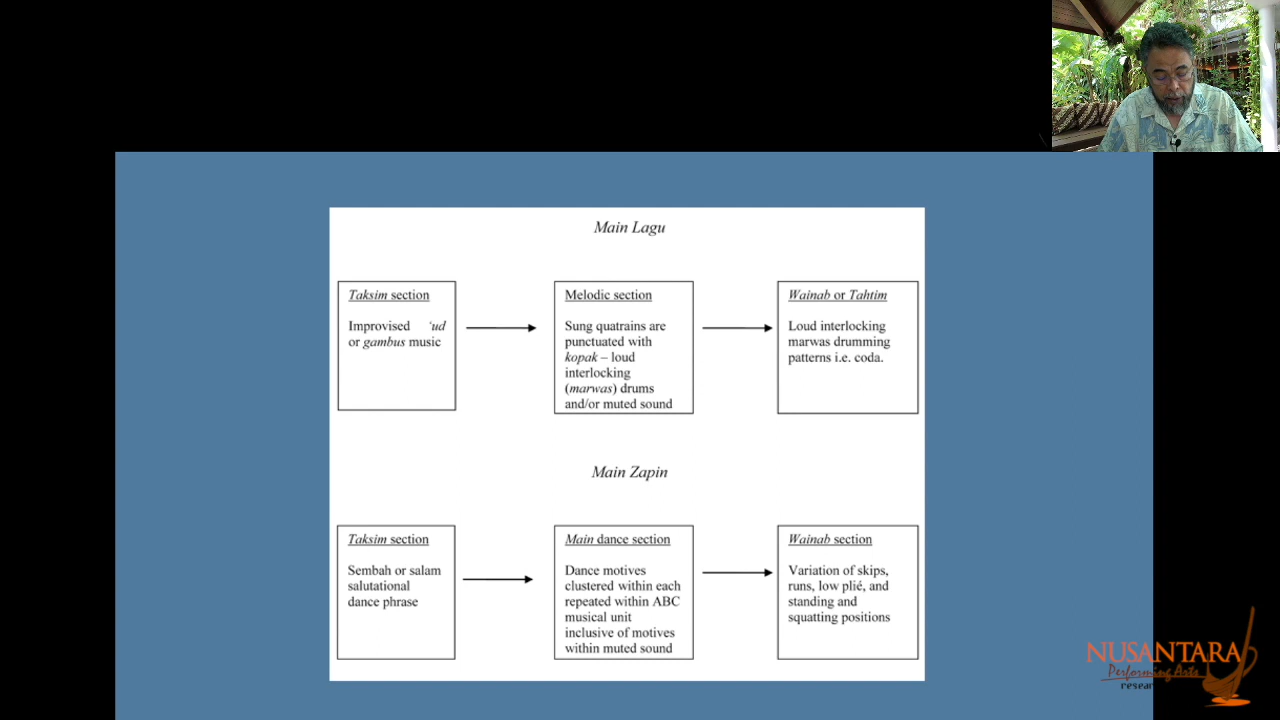 Main Lagu
Taksim section
Improvised 'ud
or gambus music
Melodic section
Sung quatrains are
punctuated with
kopak – loud
interlocking
(marwas) drums
and/or muted sound
Wainab or Tahtim
Loud interlocking
marwas drumming
patterns i.e. coda.
Main Zapin
Taksim section
Sembah or salam
salutational
dance phrase
Main dance section
Dance motives
clustered within each
repeated within ABC
musical unit
inclusive of motives
within muted sound
Wainab section
Variation of skips,
runs, low plié, and
standing and
squatting positions
NUSANTARA
Performing Arts